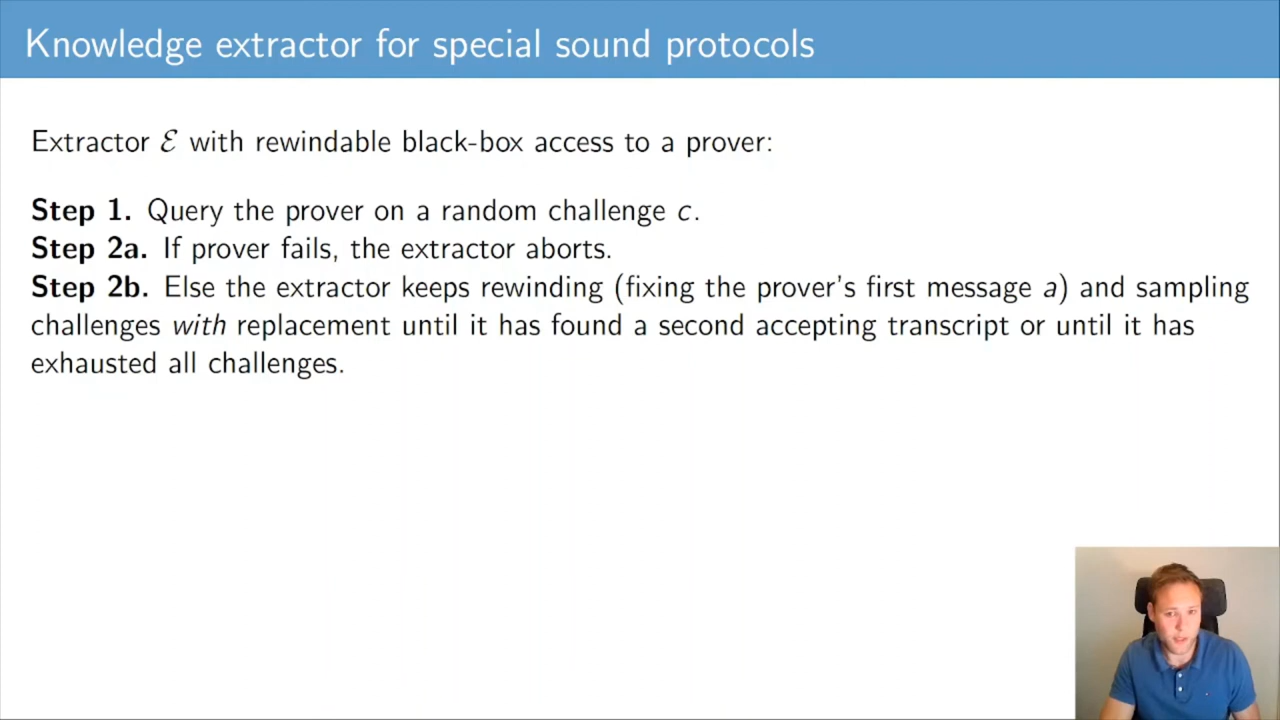 Knowledge extractor for special sound protocols
Extractor ℰ with rewindable black-box access to a prover:
Step 1. Query the prover on a random challenge c.
Step 2a. If prover fails, the extractor aborts.
Step 2b. Else the extractor keeps rewinding (fixing the prover's first message a) and sampling
challenges with replacement until it has found a second accepting transcript or until it has
exhausted all challenges.